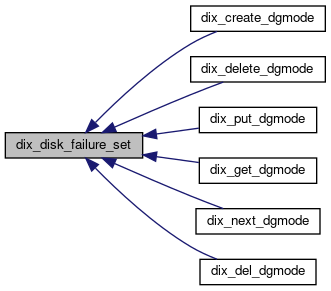 dix_create_dgmode
dix_delete_dgmode
dix_put_dgmode
dix_disk_failure_set
dix_get_dgmode
dix_next_dgmode
dix_del_dgmode